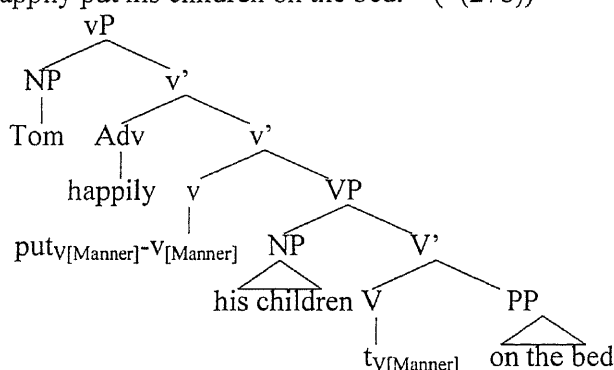 happily put his children on the bed. (=(273))
vP
NP v’
Tom Adv v’
happily v VP
putV[Manner]-v[Manner] NP V’
his children V PP
tV[Manner] on the bed